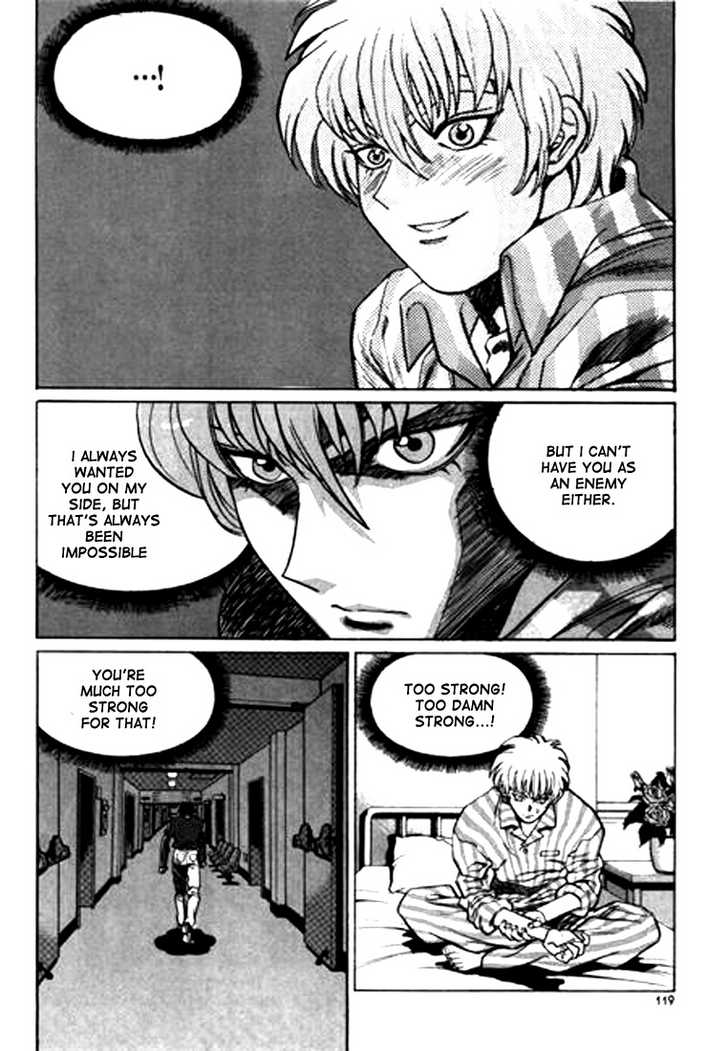 ...!
I ALWAYS
WANTED
YOU ON MY
SIDE, BUT
THAT'S ALWAYS
BEEN
IMPOSSIBLE
BUT I CAN'T
HAVE YOU AS
AN ENEMY
EITHER.
YOU'RE
MUCH TOO
STRONG
FOR THAT!
TOO STRONG!
TOO DAMN
STRONG...!
119